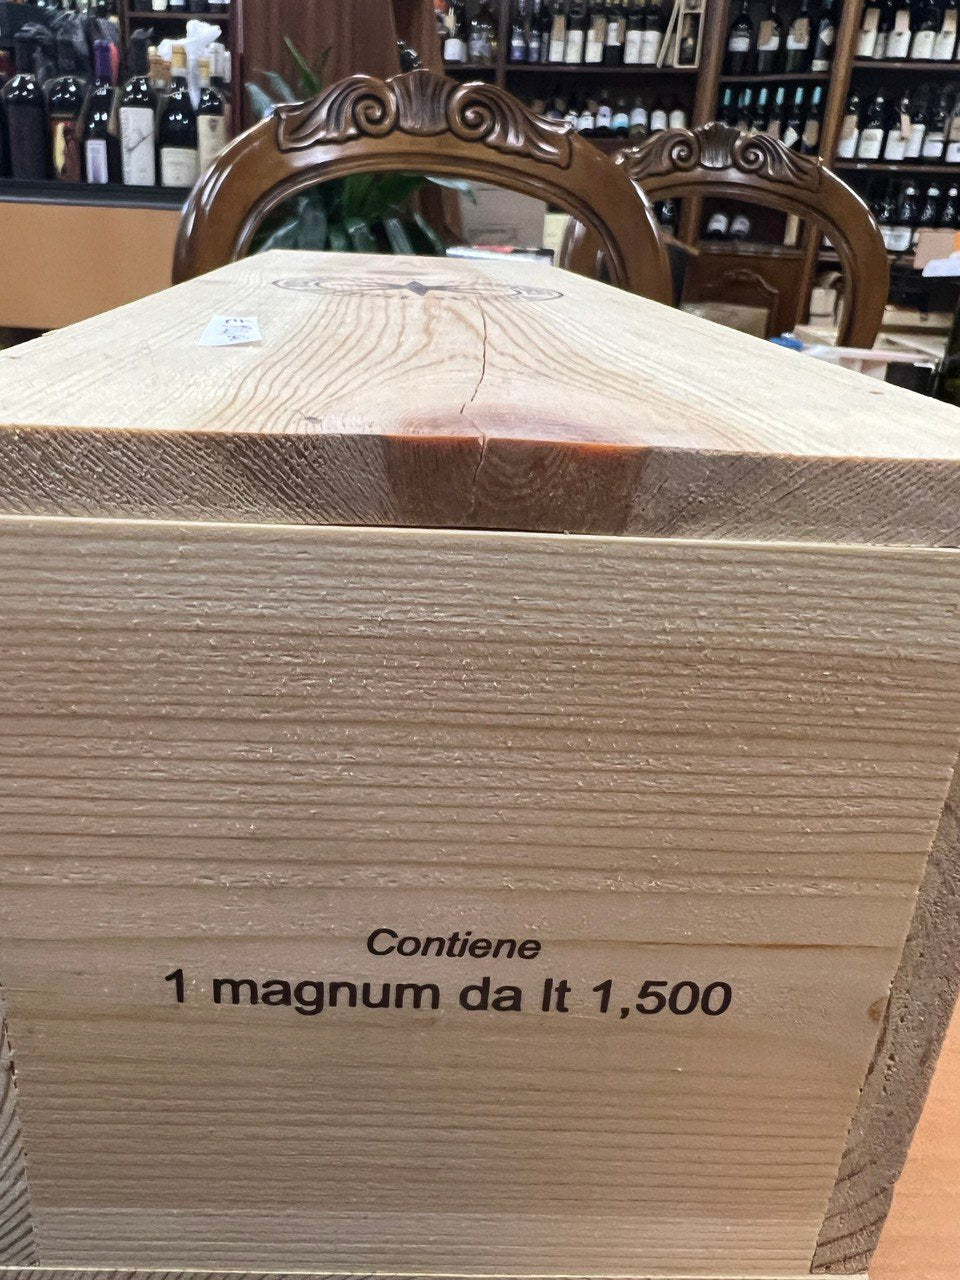 Contiene
1 magnum da lt 1,500